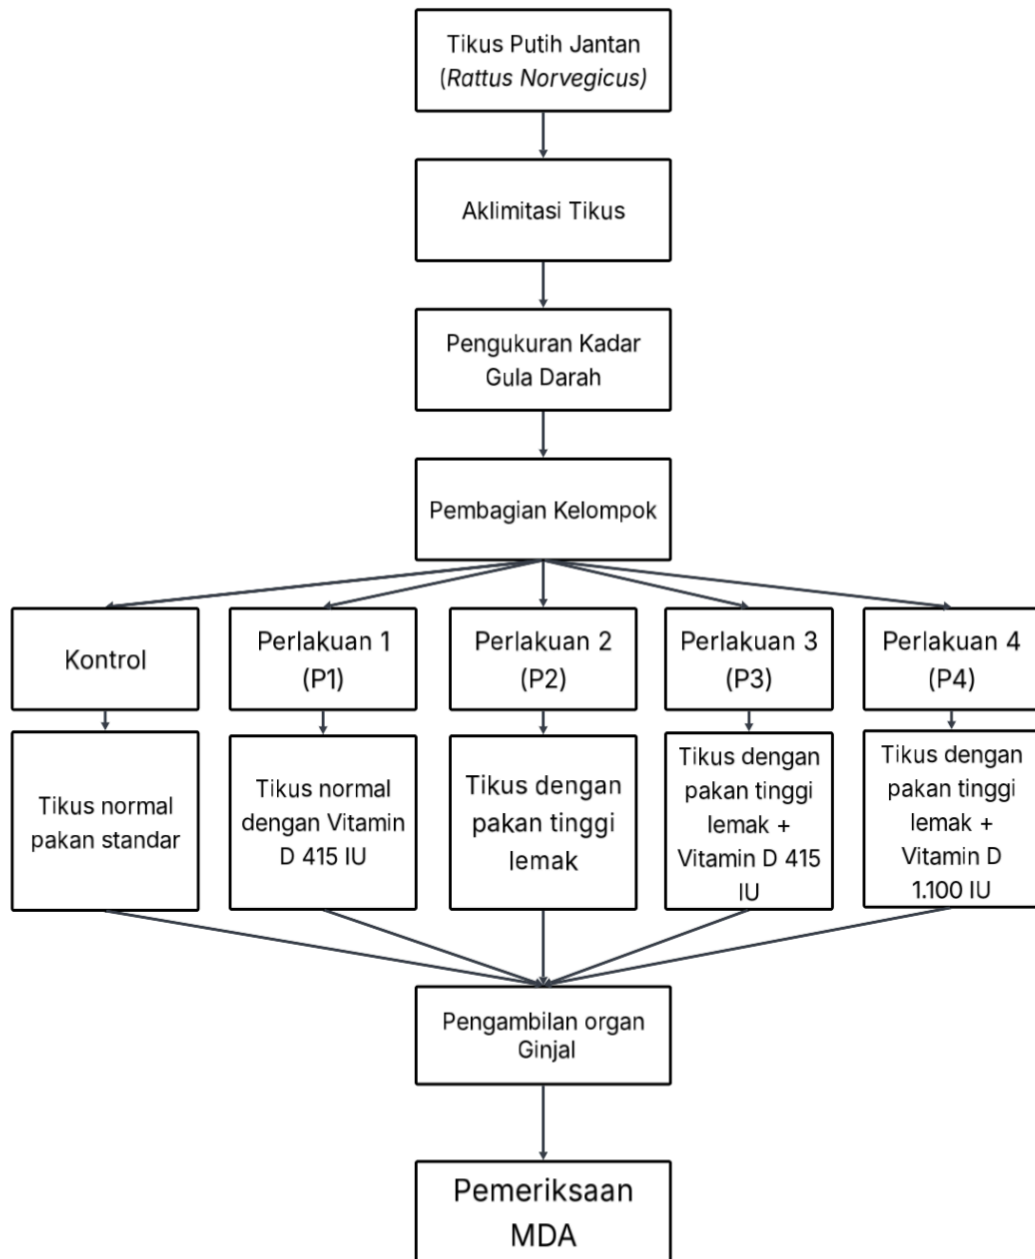 Tikus Putih Jantan
(Rattus Norvegicus)
Aklimitasi Tikus
Pengukuran Kadar
Gula Darah
Pembagian Kelompok
Kontrol
Perlakuan 1
(P1)
Perlakuan 2
(P2)
Perlakuan 3
(P3)
Perlakuan 4
(P4)
Tikus normal
pakan standar
Tikus normal
dengan Vitamin
D 415 IU
Tikus dengan
pakan tinggi
lemak
Tikus dengan
pakan tinggi
lemak +
Vitamin D 415
IU
Tikus dengan
pakan tinggi
lemak +
Vitamin D
1.100 IU
Pengambilan organ
Ginjal
Pemeriksaan
MDA